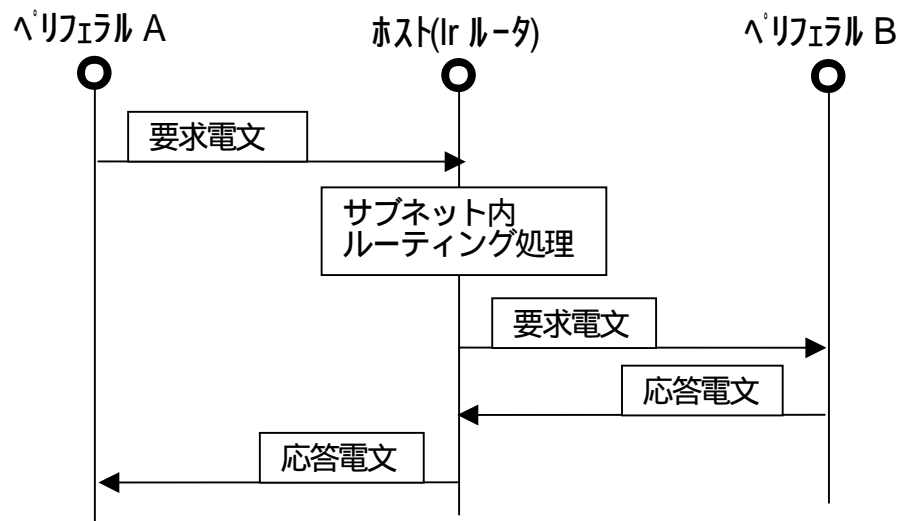 ﾍﾟﾘﾌｪﾗﾙ A
ﾎｽﾄ(Ir ﾙｰﾀ)
ﾍﾟﾘﾌｪﾗﾙ B
要求電文
サブネット内
ルーティング処理
要求電文
応答電文
応答電文